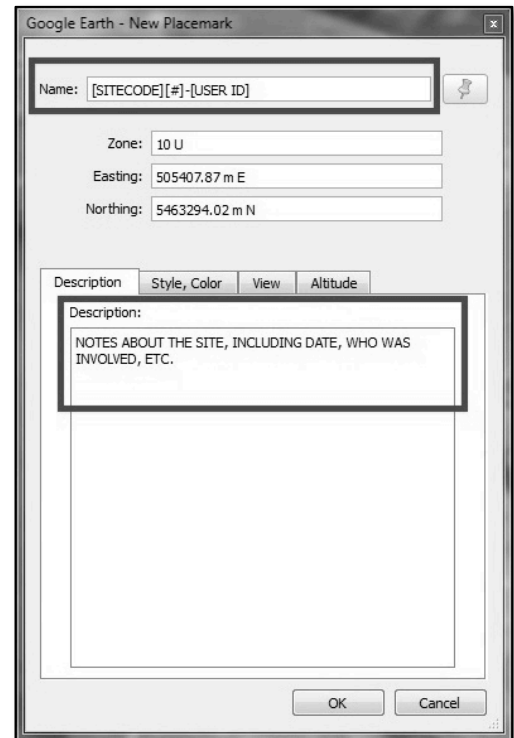 Google Earth - New Placemark
x
Name: [SITECODE][#]-[USER ID]
Zone: 10 U
Easting: 505407.87 m E
Northing: 5463294.02 m N
Description Style, Color View Altitude
Description:
NOTES ABOUT THE SITE, INCLUDING DATE, WHO WAS
INVOLVED, ETC.
OK Cancel